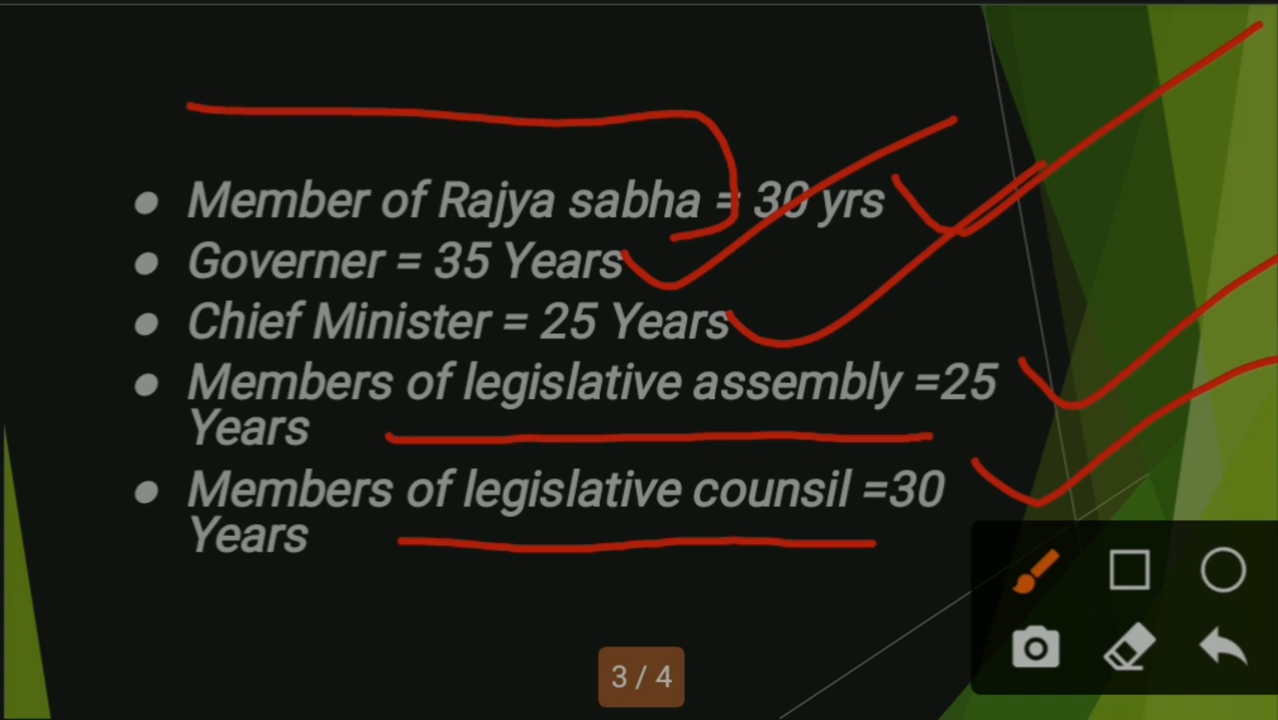 ● Member of Rajya sabha = 30 yrs
● Governer = 35 Years
● Chief Minister = 25 Years
● Members of legislative assembly =25
Years
● Members of legislative counsil =30
Years
3 / 4